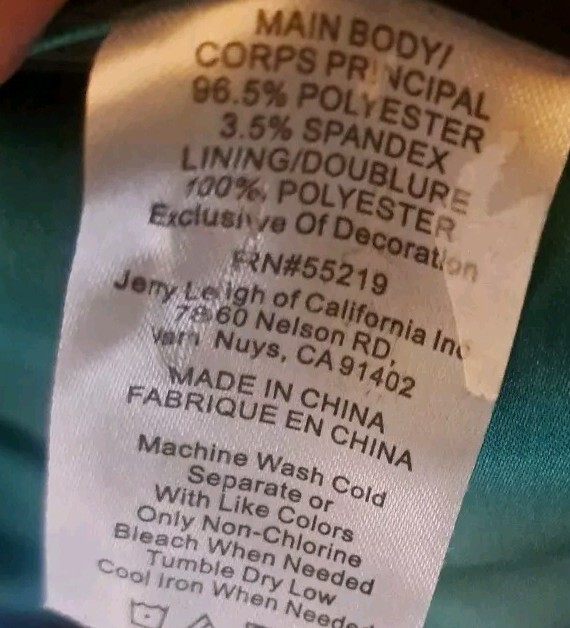 MAIN BODY/
CORPS PRINCIPAL
96.5% POLYESTER
3.5% SPANDEX
LINING/DOUBLURE
100% POLYESTER
Exclusive Of Decoration
RN#55219
Jerry Leigh of California Inc
7860 Nelson RD,
Van Nuys, CA 91402
MADE IN CHINA
FABRIQUE EN CHINA
Machine Wash Cold
Separate or
With Like Colors
Only Non-Chlorine
Bleach When Needed
Tumble Dry Low
Cool Iron When Needed